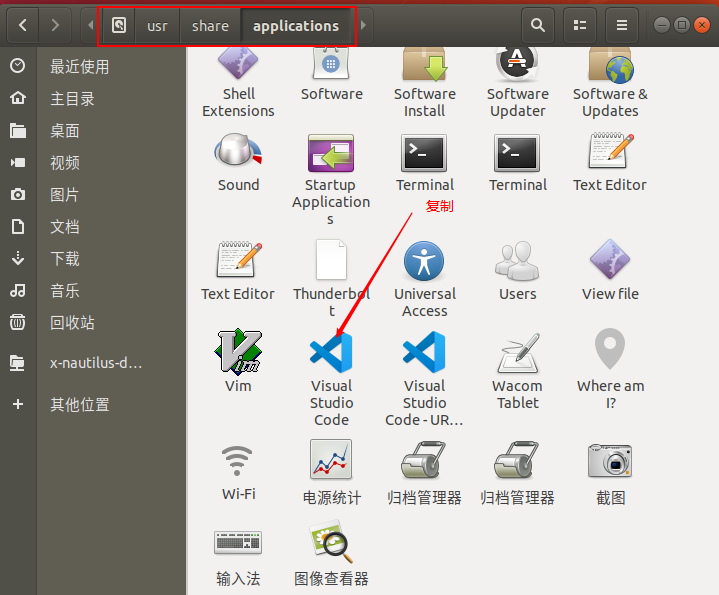 usr share applications
最近使用
主目录
桌面
视频
图片
文档
下载
音乐
回收站
x-nautilus-d...
其他位置
Shell
Extensions
Software
Software
Install
Software
Updater
Software &
Updates
Sound
Startup
Application
s
Terminal
Terminal
Text Editor
复制
Text Editor
Thunderbol
t
Universal
Access
Users
View file
Vim
Visual
Studio
Code
Visual
Studio
Code - UR...
Wacom
Tablet
Where am
I?
Wi-Fi
电源统计
归档管理器
归档管理器
截图
输入法
图像查看器